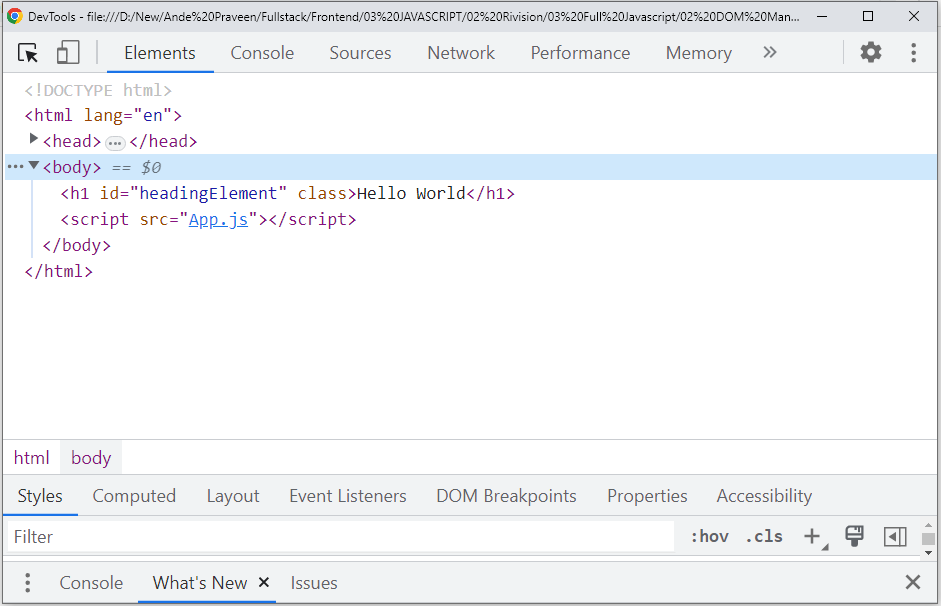 DevTools - file:///D:/New/Ande%20Praveen/Fullstack/Frontend/03%20JAVASCRIPT/02%20Rivision/03%20Full%20Javascript/02%20DOM%20Man...
Elements Console Sources Network Performance Memory »
<!DOCTYPE html>
<html lang="en">
<head> ... </head>
... <body> == $0
<h1 id="headingElement" class>Hello World</h1>
<script src="App.js"></script>
</body>
</html>
html body
Styles Computed Layout Event Listeners DOM Breakpoints Properties Accessibility
Filter :hov .cls +
Console What's New × Issues ×